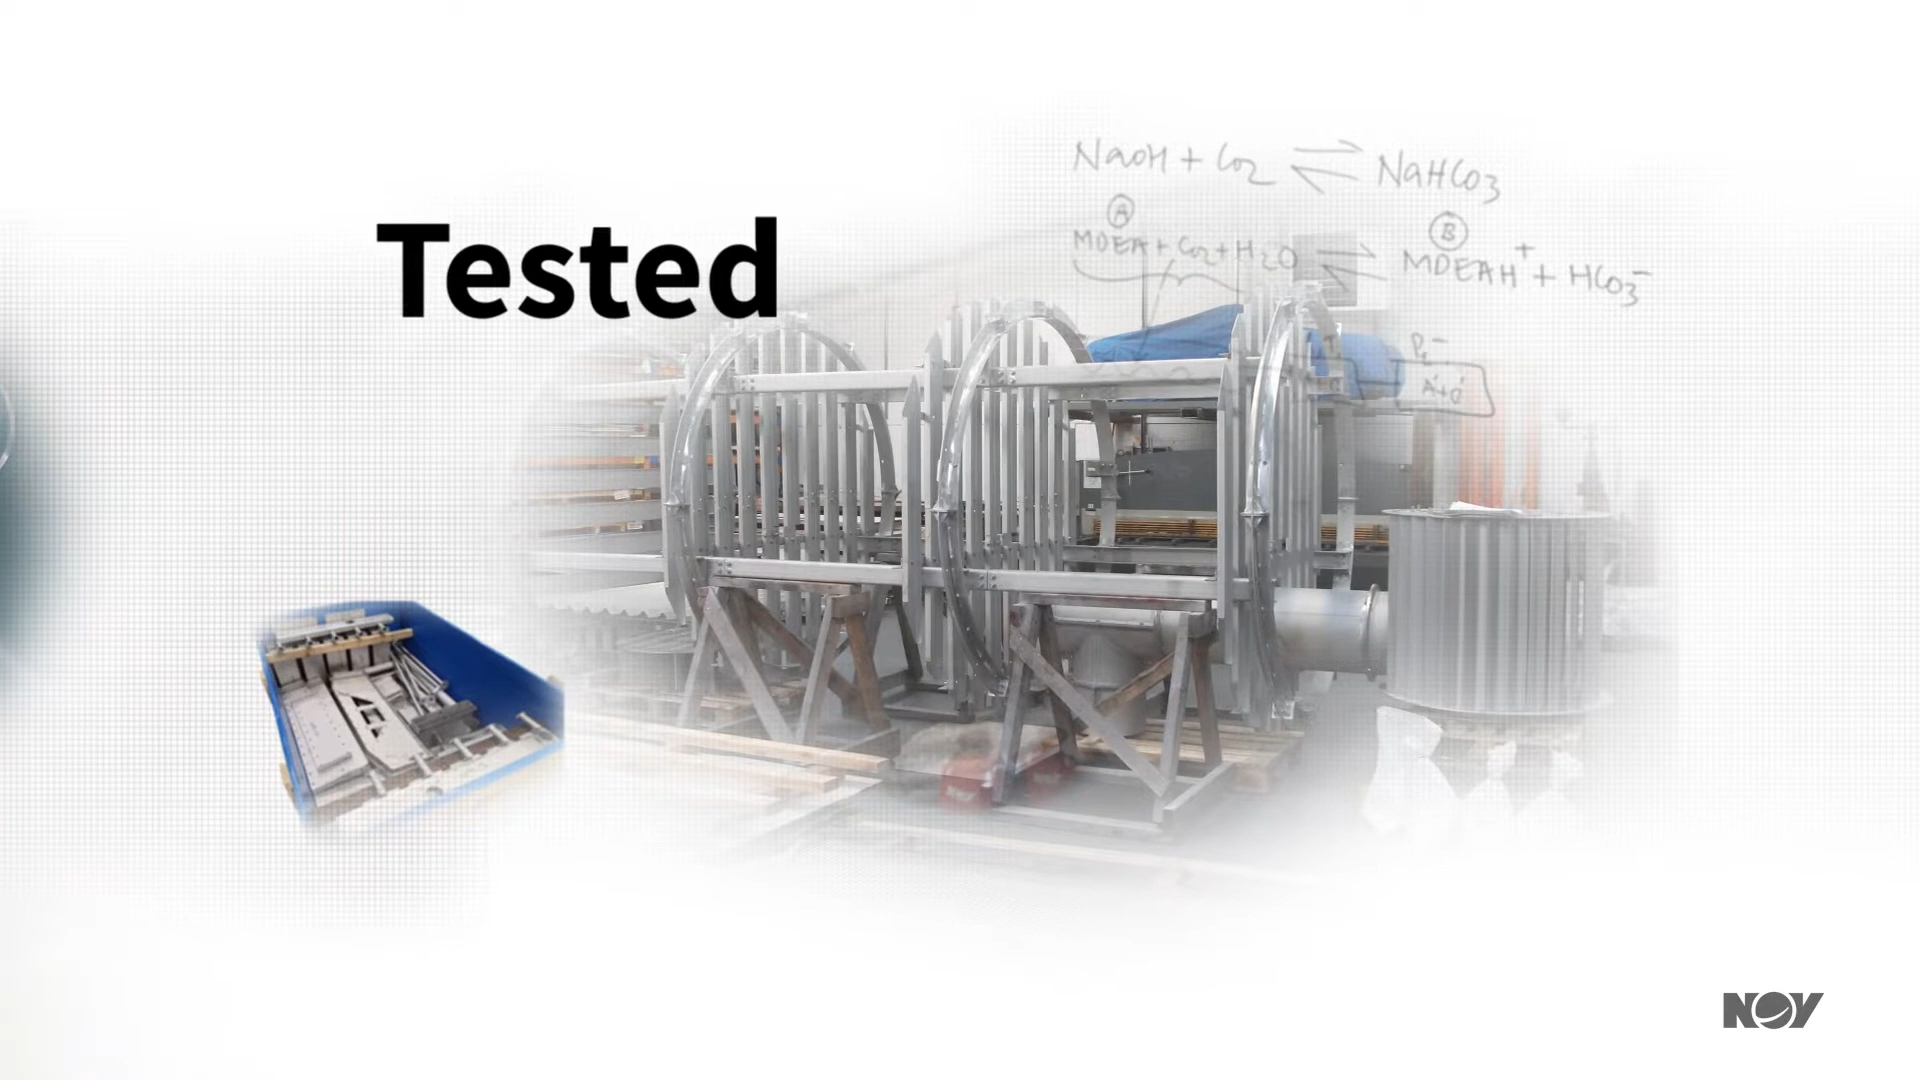 Tested
NaOH + CO2 ⇌ NaHCO3
A
B
MDEA + CO2 + H2O ⇌ MDEAH+ + HCO3-
NOV